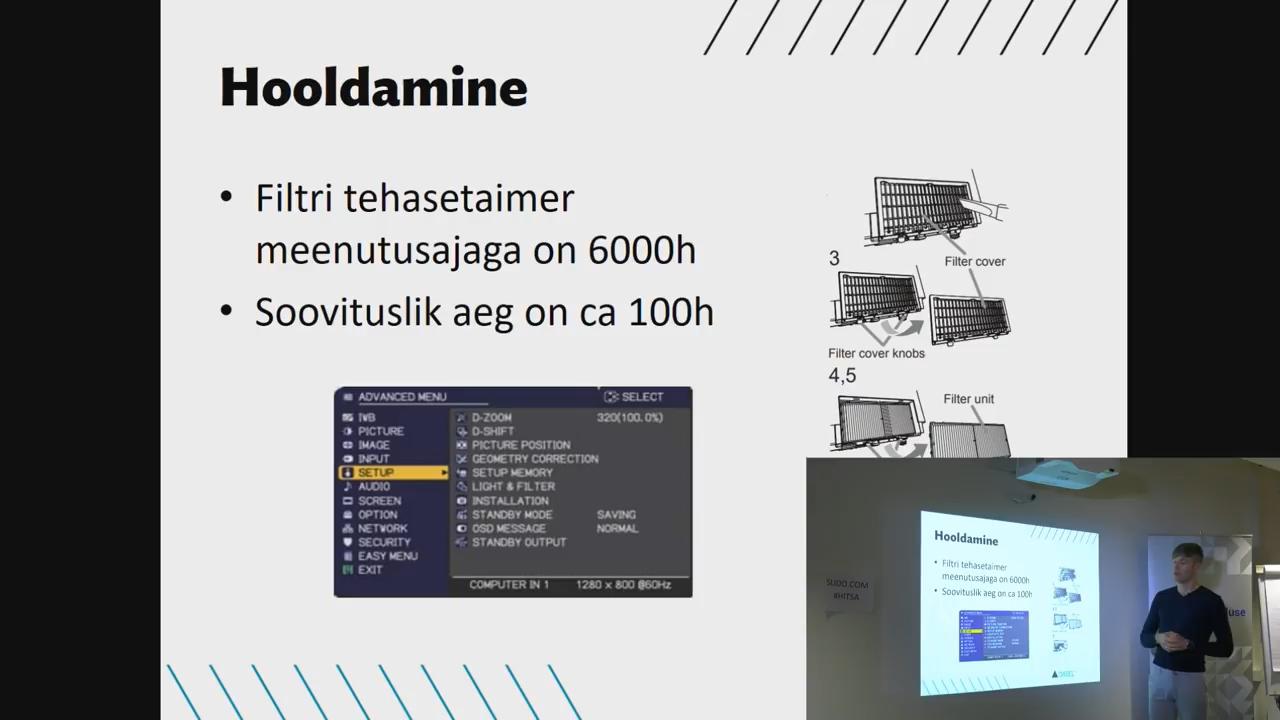 Hooldamine
• Filtri tehasetaimer
meenutusajaga on 6000h
• Soovituslik aeg on ca 100h
Filter cover
3
Filter cover knobs
4,5
Filter unit
ADVANCED MENU SELECT
IWB
PICTURE
IMAGE
INPUT
SETUP
AUDIO
SCREEN
OPTION
NETWORK
SECURITY
EASY MENU
EXIT
D-ZOOM 320(100.0%)
D-SHIFT
PICTURE POSITION
GEOMETRY CORRECTION
SETUP MEMORY
LIGHT & FILTER
INSTALLATION
STANDBY MODE SAVING
OSD MESSAGE NORMAL
STANDBY OUTPUT
COMPUTER IN 1 1280 x 800 @60Hz
SUDO.COM
#HITSA
Hooldamine
• Filtri tehasetaimer
meenutusajaga on 6000h
• Soovituslik aeg on ca 100h